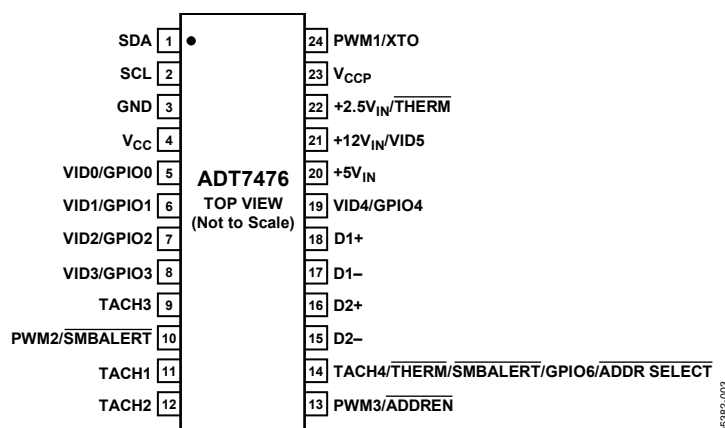 SDA 1
SCL 2
GND 3
VCC 4
VID0/GPIO0 5
VID1/GPIO1 6
VID2/GPIO2 7
VID3/GPIO3 8
TACH3 9
PWM2/SMBALERT 10
TACH1 11
TACH2 12
ADT7476
TOP VIEW
(Not to Scale)
24 PWM1/XTO
23 VCCP
22 +2.5VIN/THERM
21 +12VIN/VID5
20 +5VIN
19 VID4/GPIO4
18 D1+
17 D1–
16 D2+
15 D2–
14 TACH4/THERM/SMBALERT/GPIO6/ADDR SELECT
13 PWM3/ADDREN